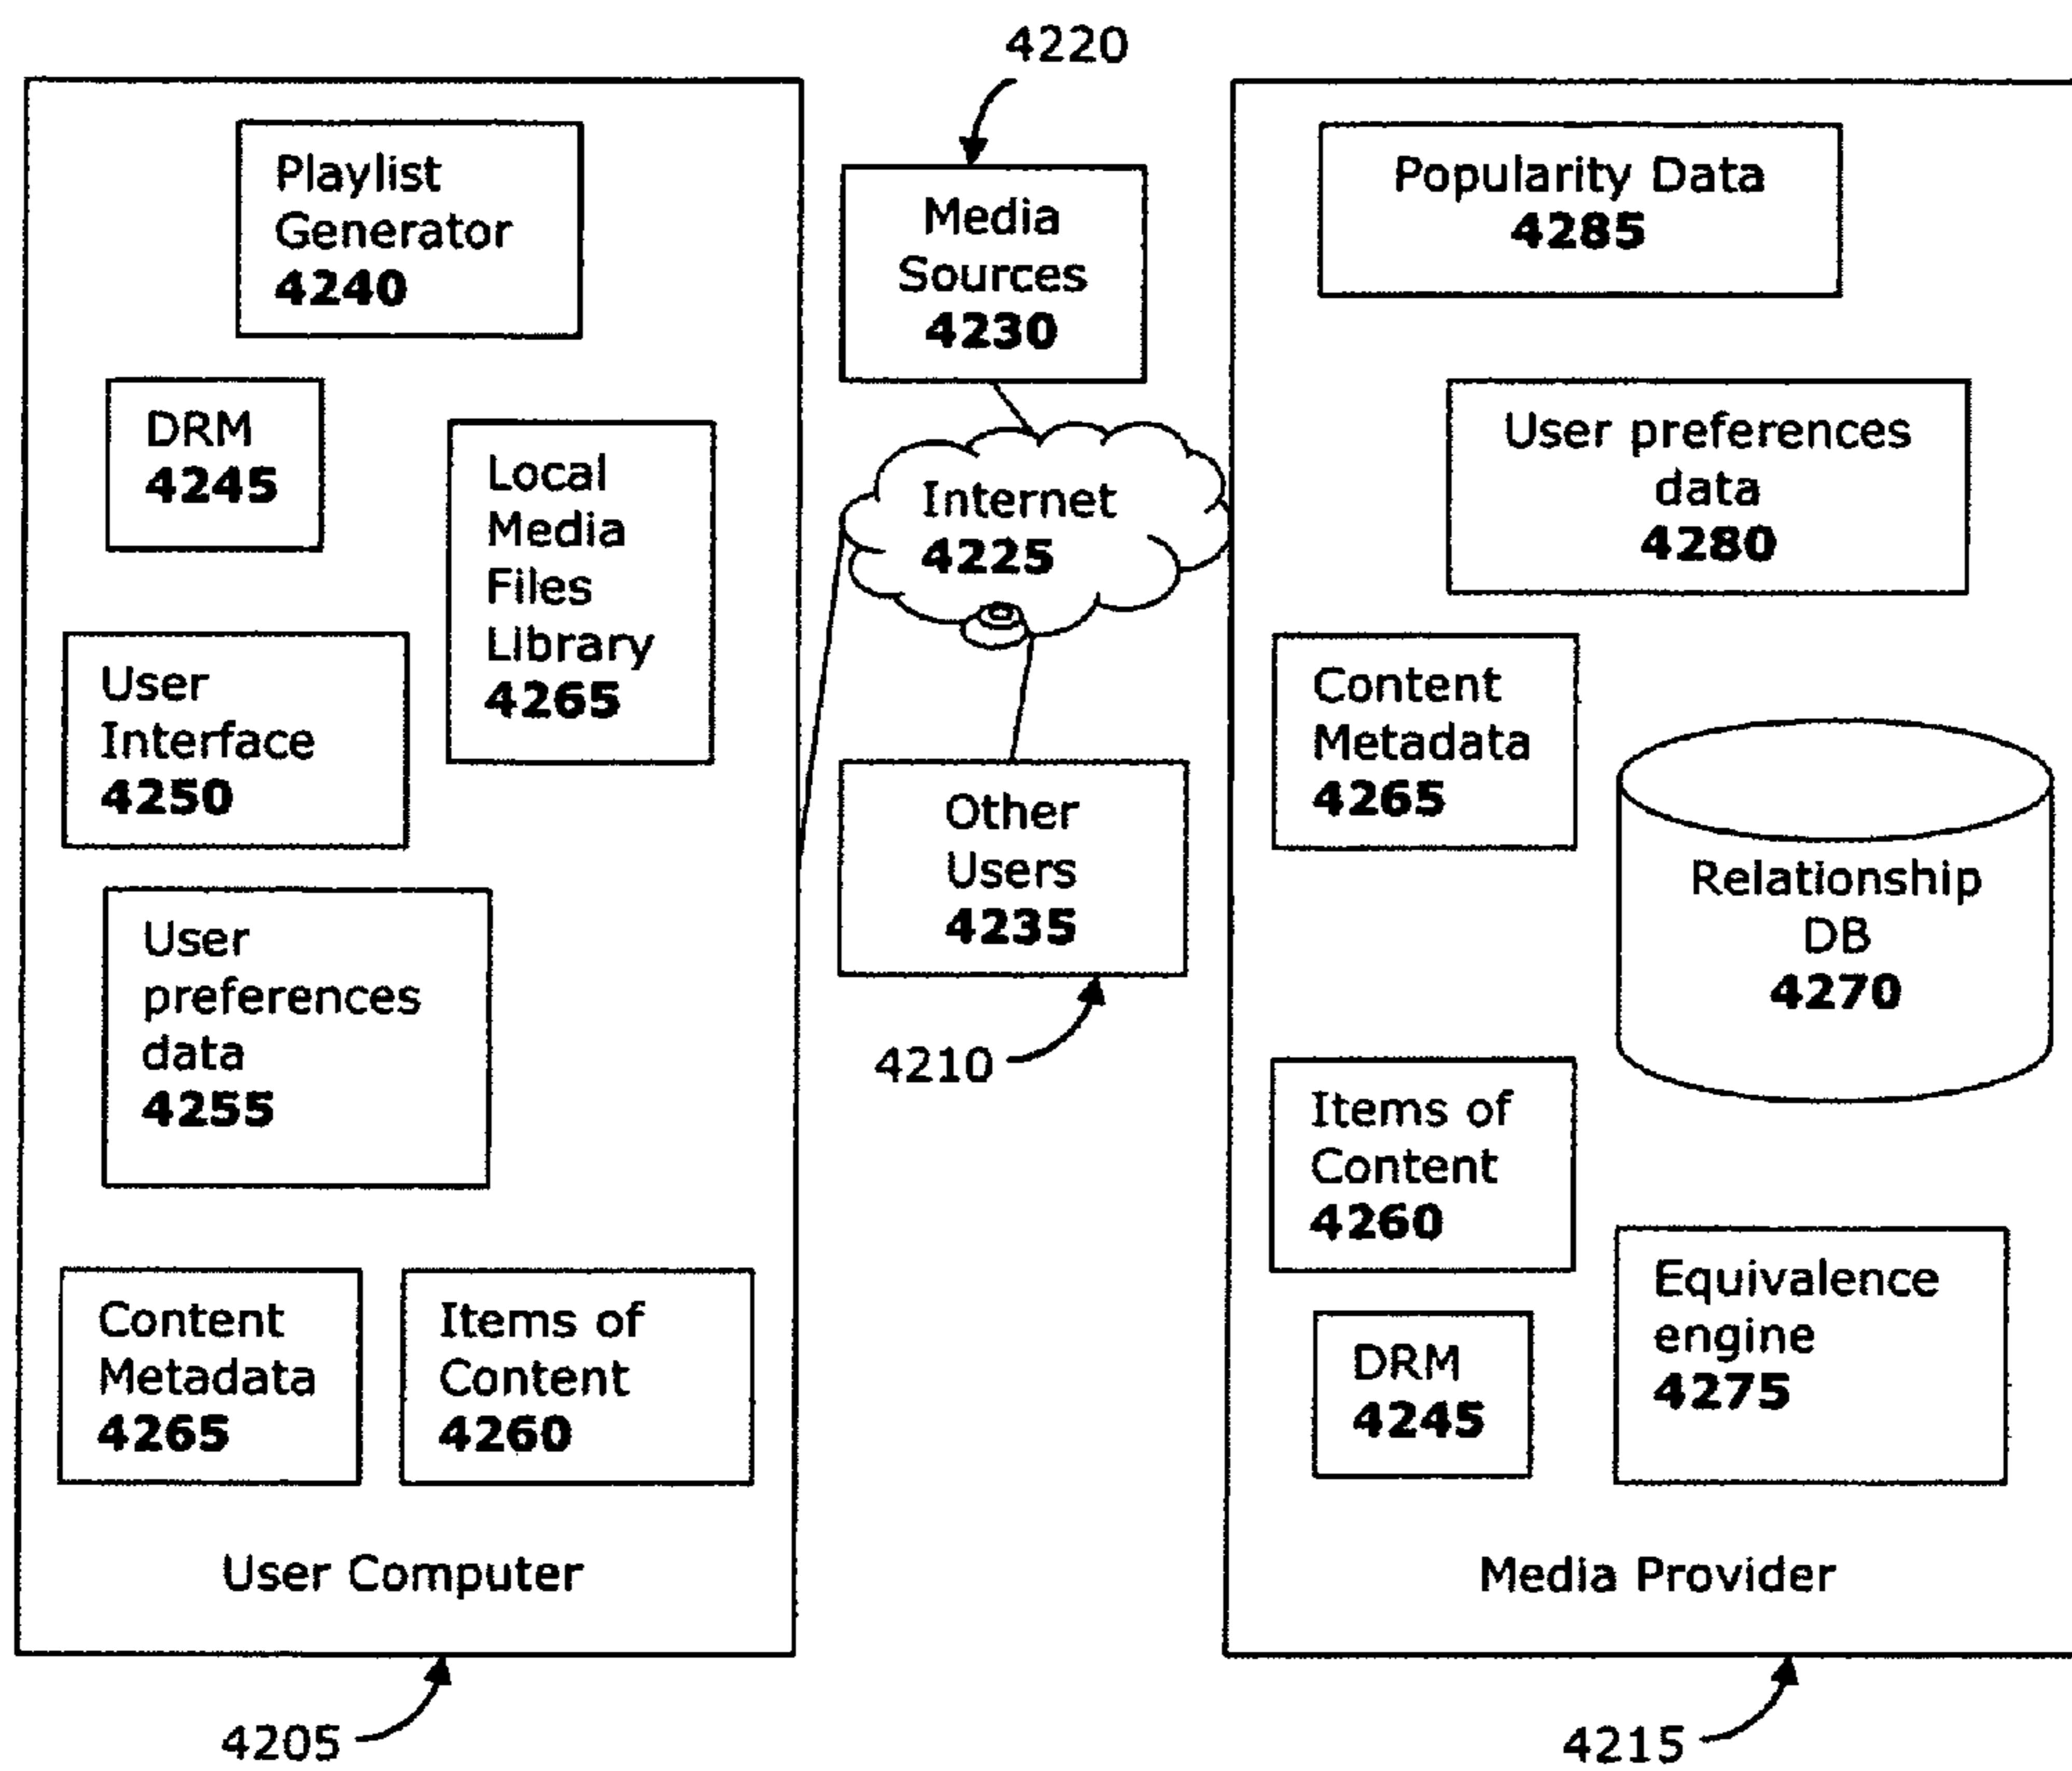 4220
Playlist
Generator
4240
DRM
4245
Local
Media
Files
Library
4265
User
Interface
4250
User
preferences
data
4255
Content
Metadata
4265
Items of
Content
4260
User Computer
4205
Media
Sources
4230
Internet
4225
Other
Users
4235
4210
Popularity Data
4285
User preferences
data
4280
Content
Metadata
4265
Relationship
DB
4270
Items of
Content
4260
Equivalence
engine
4275
DRM
4245
Media Provider
4215